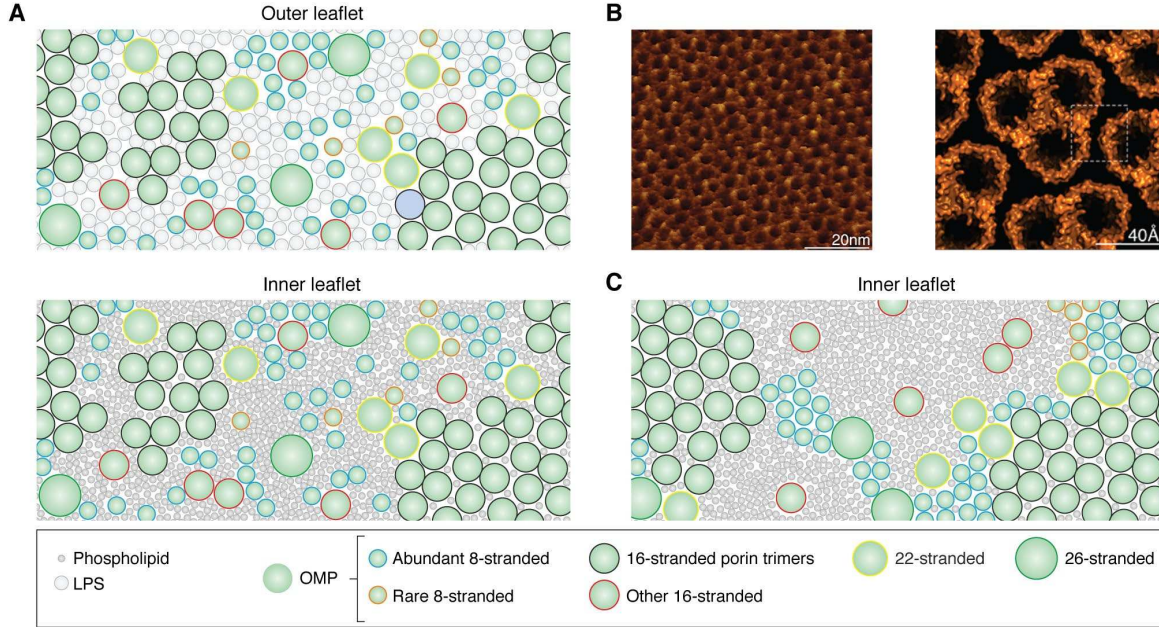 A
Outer leaflet
B
20nm
40Å
Inner leaflet
C
Inner leaflet
Phospholipid
LPS
OMP
Abundant 8-stranded
Rare 8-stranded
16-stranded porin trimers
Other 16-stranded
22-stranded
26-stranded